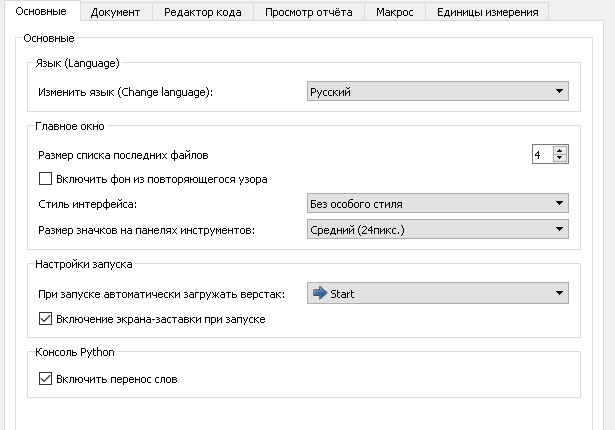 Основные Документ Редактор кода Просмотр отчёта Макрос Единицы измерения
Основные
Язык (Language)
Изменить язык (Change language): Русский
Главное окно
Размер списка последних файлов 4
Включить фон из повторяющегося узора
Стиль интерфейса: Без особого стиля
Размер значков на панелях инструментов: Средний (24пикс.)
Настройки запуска
При запуске автоматически загружать верстак: Start
Включение экрана-заставки при запуске
Консоль Python
Включить перенос слов